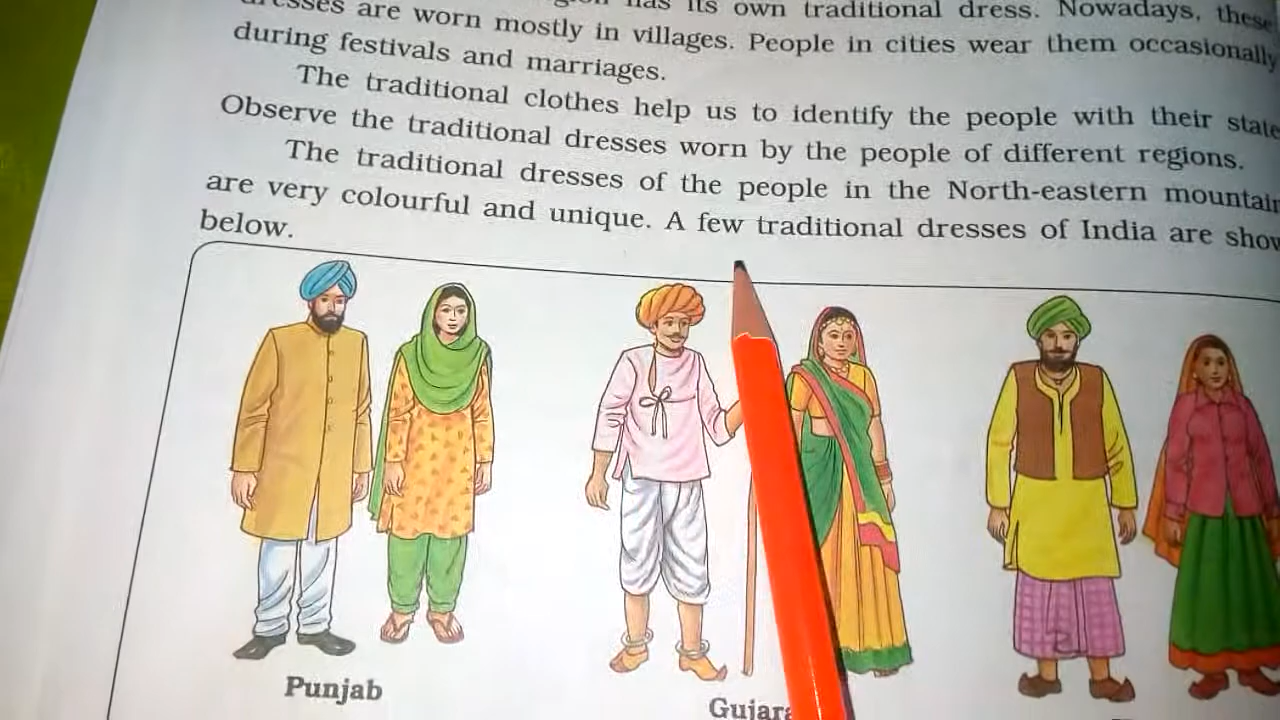 has its own traditional dress. Nowadays, these
dresses are worn mostly in villages. People in cities wear them occasionally
during festivals and marriages.
The traditional clothes help us to identify the people with their state
Observe the traditional dresses worn by the people of different regions.
The traditional dresses of the people in the North-eastern mountain
are very colourful and unique. A few traditional dresses of India are show
below.
Punjab
Gujara